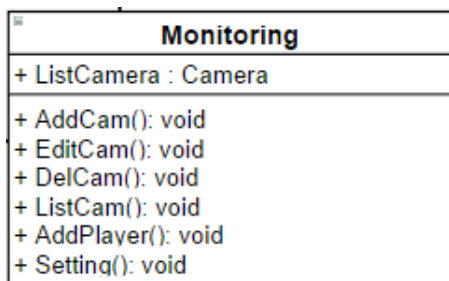 Monitoring
+ ListCamera : Camera
+ AddCam(): void
+ EditCam(): void
+ DelCam(): void
+ ListCam(): void
+ AddPlayer(): void
+ Setting(): void